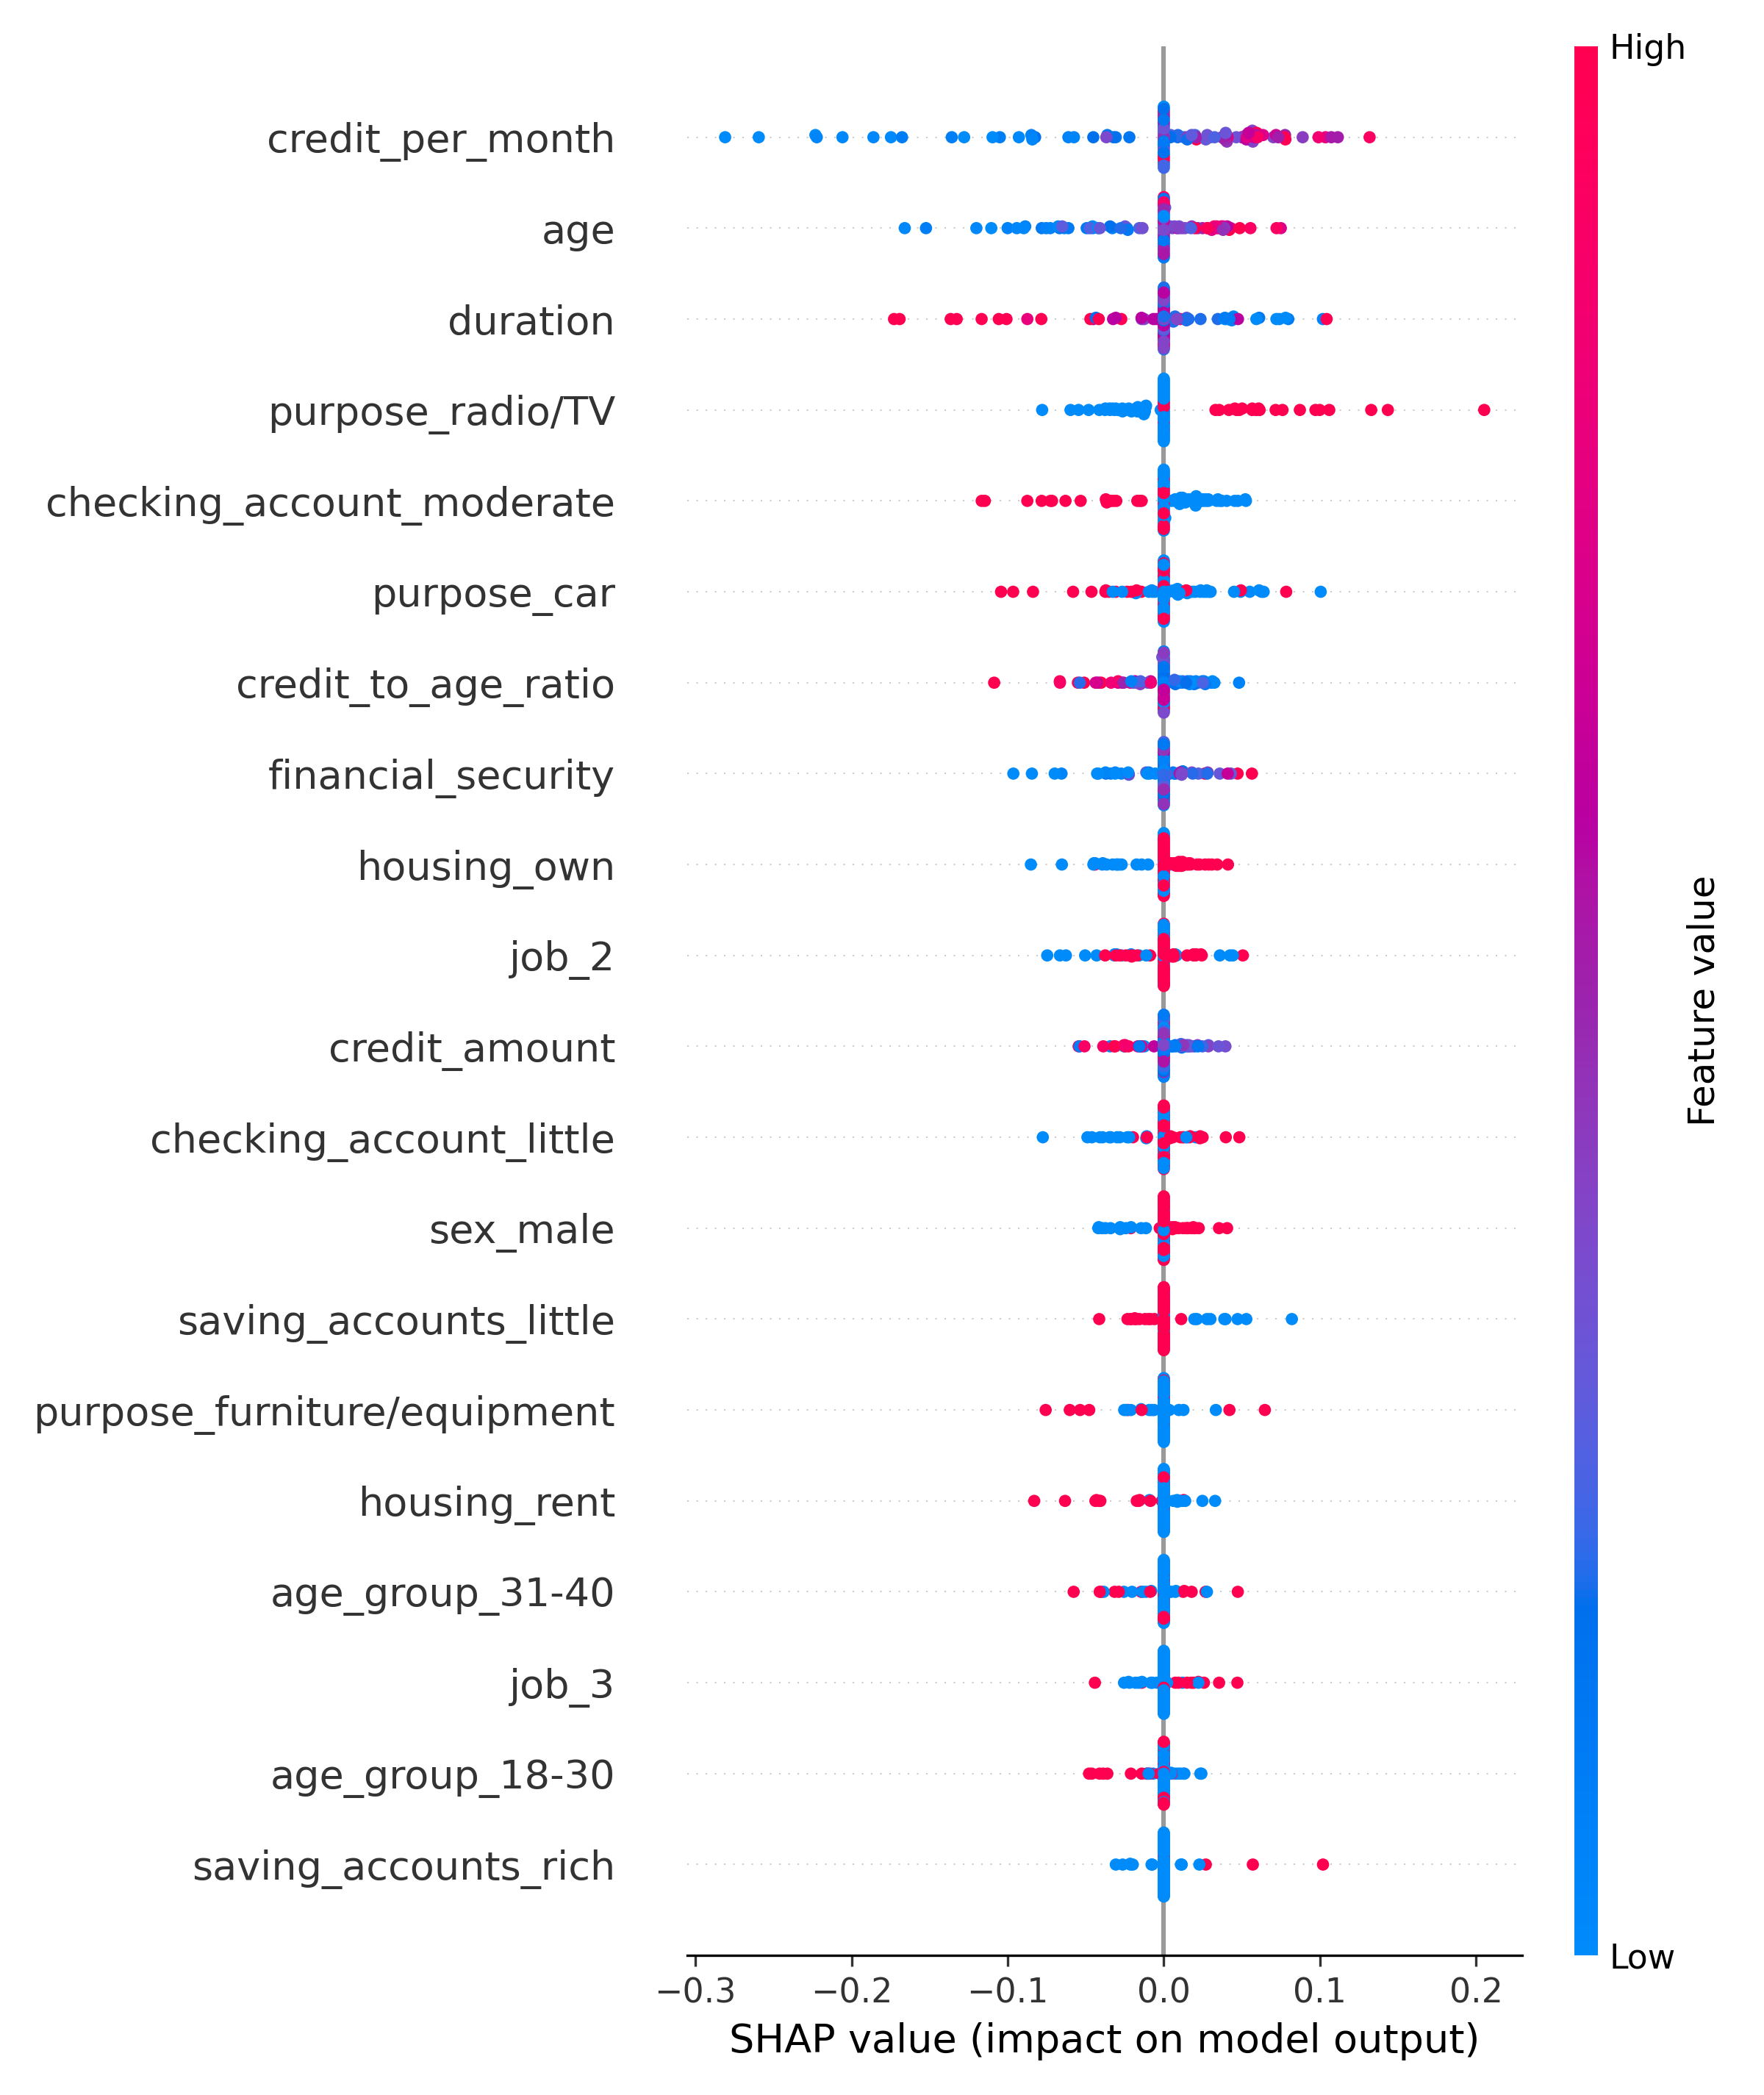 High
credit_per_month
age
duration
purpose_radio/TV
checking_account_moderate
purpose_car
credit_to_age_ratio
financial_security
housing_own
job_2
credit_amount
checking_account_little
sex_male
saving_accounts_little
purpose_furniture/equipment
housing_rent
age_group_31-40
job_3
age_group_18-30
saving_accounts_rich
Feature value
Low
−0.3 −0.2 −0.1 0.0 0.1 0.2
SHAP value (impact on model output)